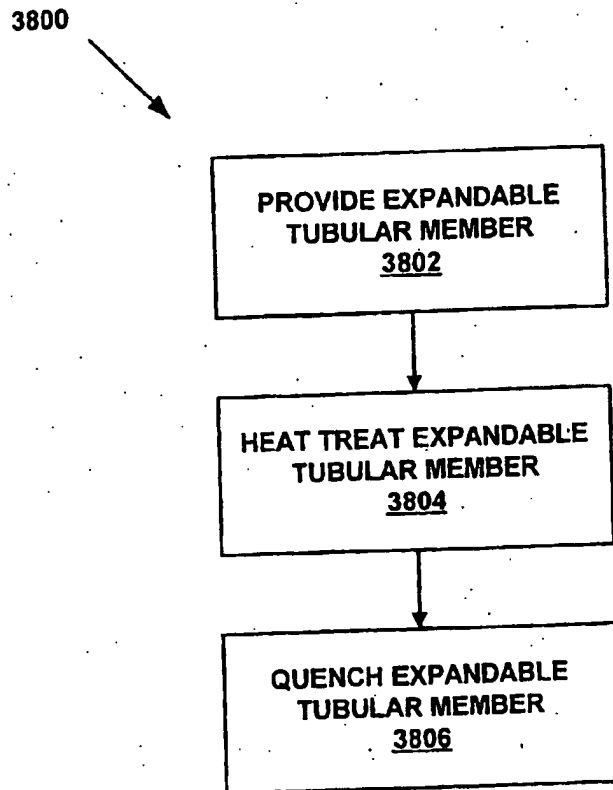 3800
PROVIDE EXPANDABLE
TUBULAR MEMBER
3802
HEAT TREAT EXPANDABLE
TUBULAR MEMBER
3804
QUENCH EXPANDABLE
TUBULAR MEMBER
3806